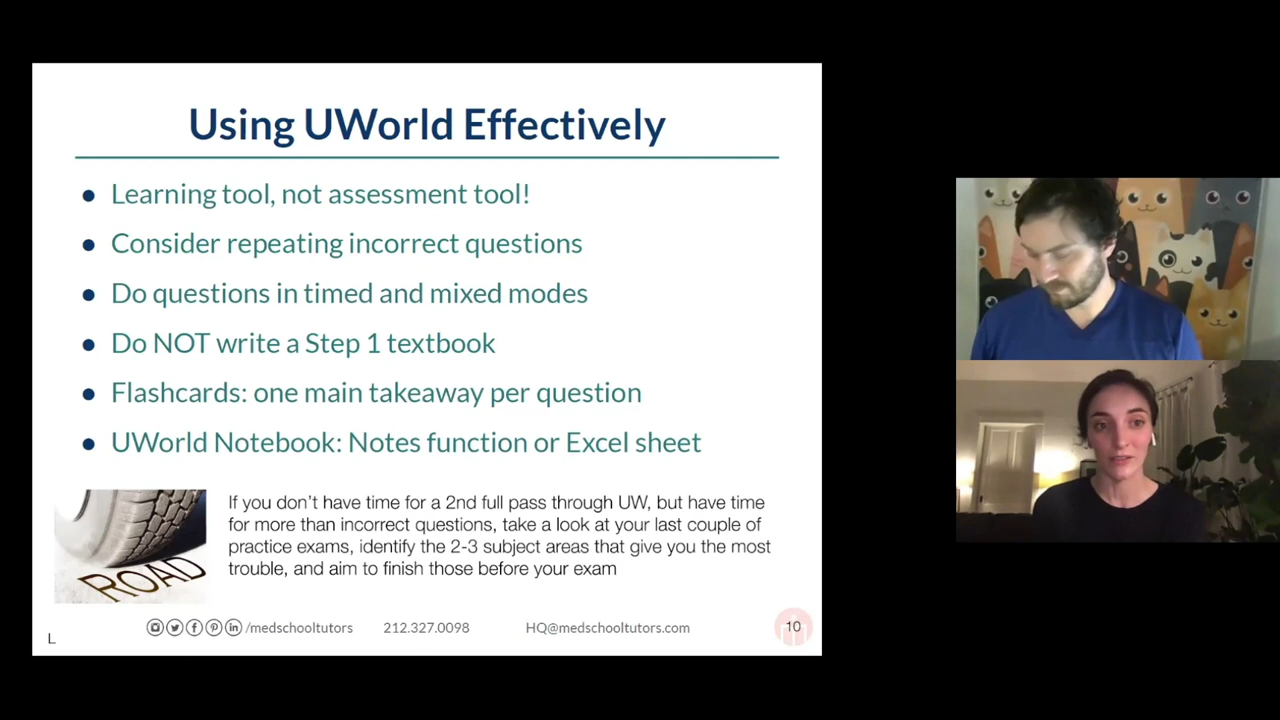 Using UWorld Effectively
● Learning tool, not assessment tool!
● Consider repeating incorrect questions
● Do questions in timed and mixed modes
● Do NOT write a Step 1 textbook
● Flashcards: one main takeaway per question
● UWorld Notebook: Notes function or Excel sheet
ROAD
If you don't have time for a 2nd full pass through UW, but have time
for more than incorrect questions, take a look at your last couple of
practice exams, identify the 2-3 subject areas that give you the most
trouble, and aim to finish those before your exam
L
/medschooltutors 212.327.0098 HQ@medschooltutors.com 10